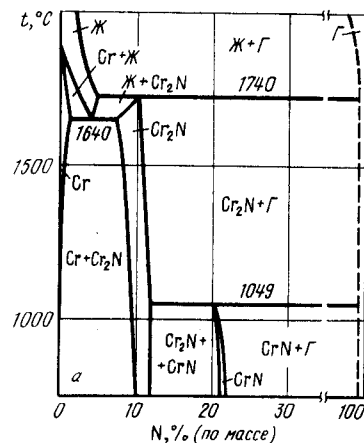 t,°C
Ж
Г
Cr+Ж
Ж+Г
Ж+Cr₂N
1740
1640
Cr₂N
1500
Cr
Cr₂N+Г
Cr+Cr₂N
1049
1000
Cr₂N+
+CrN
CrN+Г
CrN
а
0 10 20 30 100
N,% (по массе)